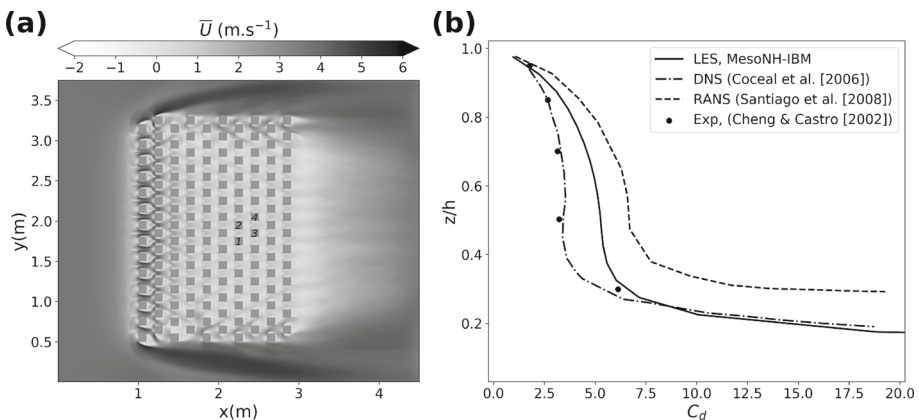 (a)
U̅ (m.s⁻¹)
−2 −1 0 1 2 3 4 5 6
3.5
3.0
2.5
2.0
1.5
1.0
0.5
y(m)
2 4
1 3
1 2 3 4
x(m)
(b)
LES, MesoNH-IBM
DNS (Coceal et al. [2006])
RANS (Santiago et al. [2008])
Exp, (Cheng & Castro [2002])
1.0
0.8
0.6
0.4
0.2
z/h
0.0 2.5 5.0 7.5 10.0 12.5 15.0 17.5 20.0
C_d